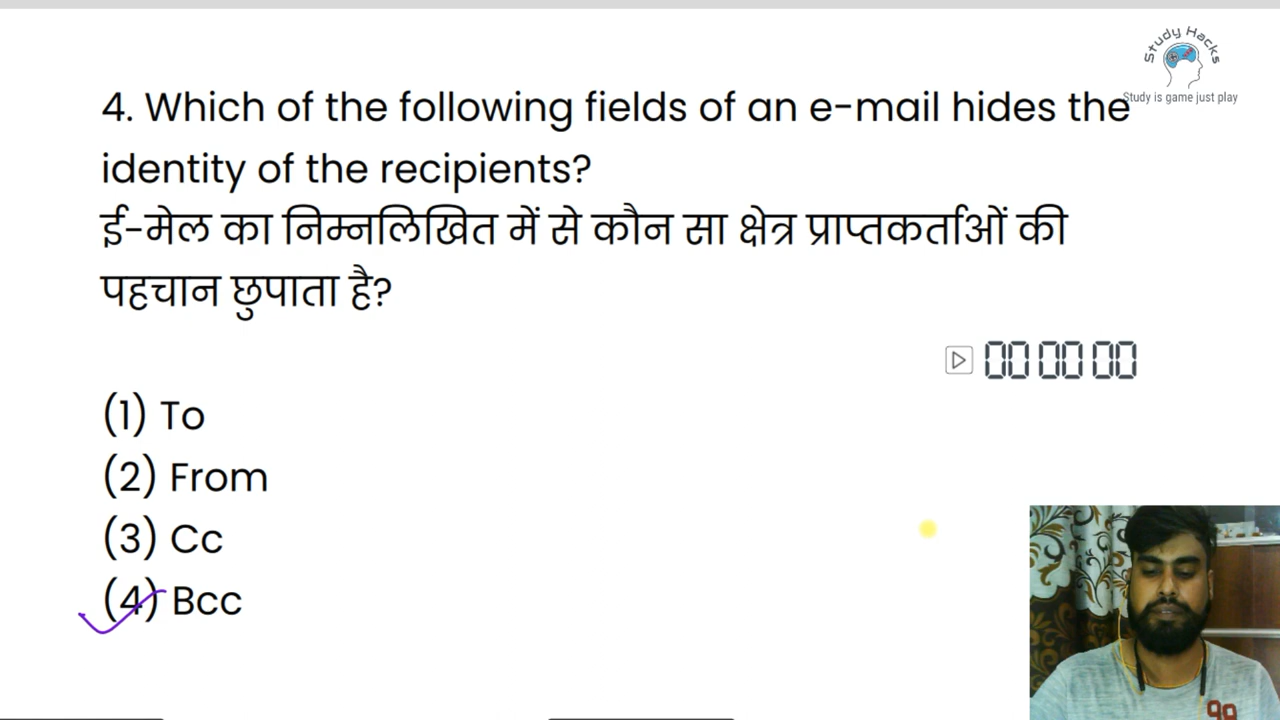 Study Hacks
Study is game just play
4. Which of the following fields of an e-mail hides the
identity of the recipients?
ई-मेल का निम्नलिखित में से कौन सा क्षेत्र प्राप्तकर्ताओं की
पहचान छुपाता है?
00 00 00
(1) To
(2) From
(3) Cc
(4) Bcc
99